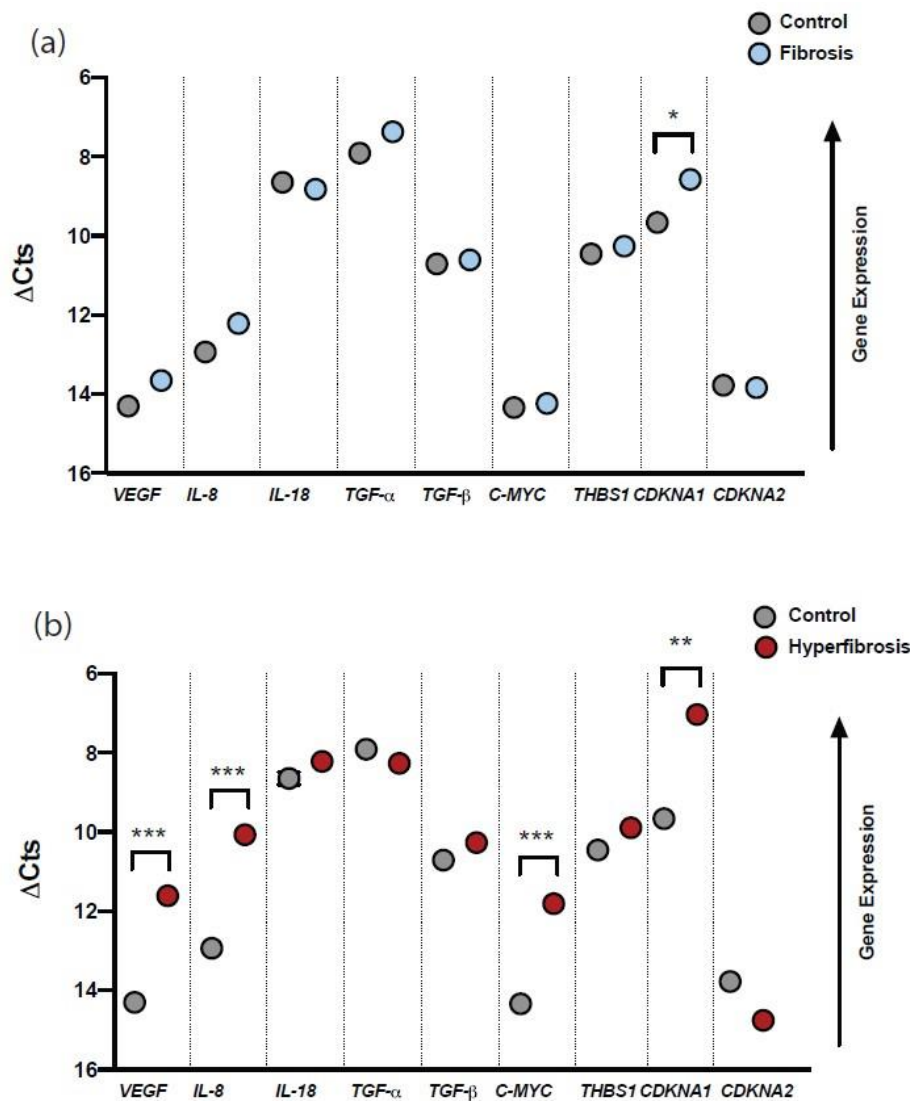 (a)
Control
Fibrosis
6
8
10
12
14
16
ΔCts
*
Gene Expression
VEGF IL-8 IL-18 TGF-α TGF-β C-MYC THBS1 CDKNA1 CDKNA2
(b)
Control
Hyperfibrosis
6
8
10
12
14
16
ΔCts
***
***
***
**
Gene Expression
VEGF IL-8 IL-18 TGF-α TGF-β C-MYC THBS1 CDKNA1 CDKNA2